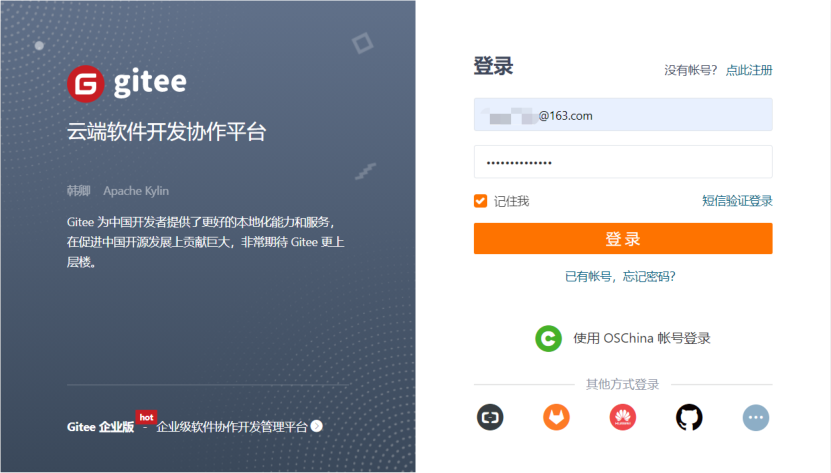 gitee
云端软件开发协作平台
韩卿 Apache Kylin
Gitee 为中国开发者提供了更好的本地化能力和服务，
在促进中国开源发展上贡献巨大，非常期待 Gitee 更上
层楼。
hot
Gitee 企业版 - 企业级软件协作开发管理平台
登录
没有帐号？ 点此注册
@163.com
••••••••••••••
记住我
短信验证登录
登 录
已有帐号，忘记密码？
使用 OSChina 帐号登录
其他方式登录
HUAWEI